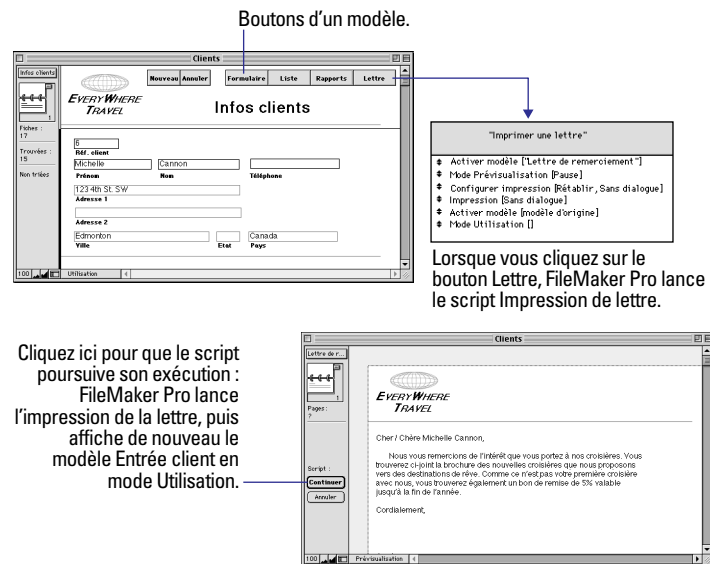 Boutons d'un modèle.
Clients
Infos clients
Nouveau Annuler Formulaire Liste Rapports Lettre
EVERYWHERE
TRAVEL
Infos clients
1
Fiches :
17
Trouvées :
15
Non triées
6
Réf. client
Michelle Cannon
Prénom Nom Téléphone
123 4th St. SW
Adresse 1
Adresse 2
Edmonton Canada
Ville Etat Pays
100 Utilisation
"Imprimer une lettre"
Activer modèle ["Lettre de remerciement"]
Mode Prévisualisation [Pause]
Configurer impression [Rétablir, Sans dialogue]
Impression [Sans dialogue]
Activer modèle [modèle d'origine]
Mode Utilisation []
Lorsque vous cliquez sur le
bouton Lettre, FileMaker Pro lance
le script Impression de lettre.
Cliquez ici pour que le script
poursuive son exécution :
FileMaker Pro lance
l'impression de la lettre, puis
affiche de nouveau le
modèle Entrée client en
mode Utilisation.
Clients
Lettre de r...
1
Pages :
?
Script :
Continuer
Annuler
EVERYWHERE
TRAVEL
Cher / Chère Michelle Cannon,
Nous vous remercions de l'intérêt que vous portez à nos croisières. Vous
trouverez ci-joint la brochure des nouvelles croisières que nous proposons
vers des destinations de rêve. Comme ce n'est pas votre première croisière
avec nous, vous trouverez également un bon de remise de 5% valable
jusqu'à la fin de l'année.
Cordialement,
100 Prévisualisation